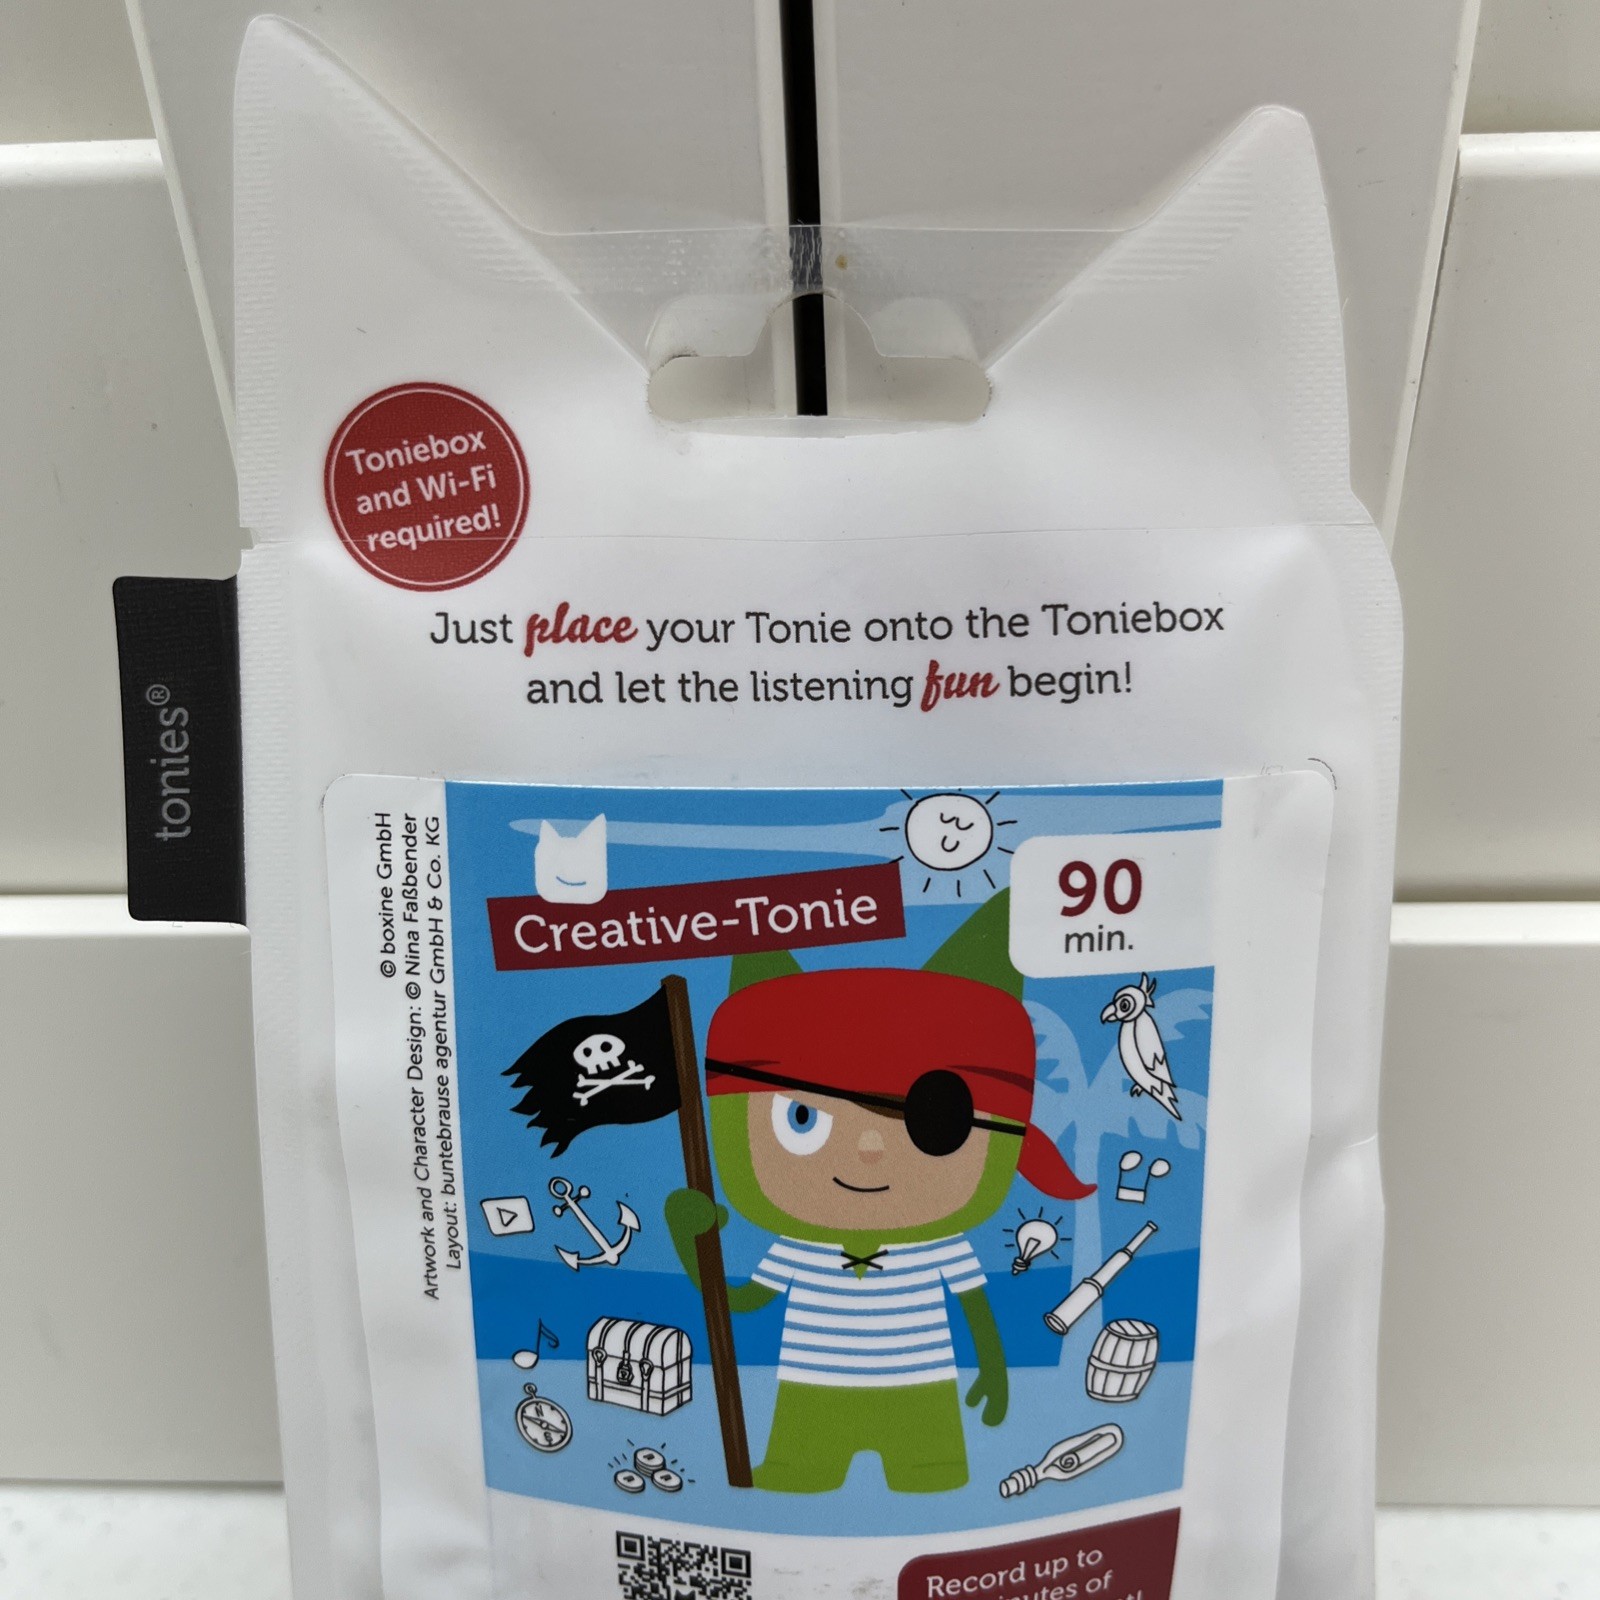 Toniebox
and Wi-Fi
required!
Just place your Tonie onto the Toniebox
and let the listening fun begin!
tonies®
© boxine GmbH
Artwork and Character Design: © Nina Faßbender
Layout: buntebrause agentur GmbH & Co. KG
Creative-Tonie
90
min.
N
S
Record up to
of